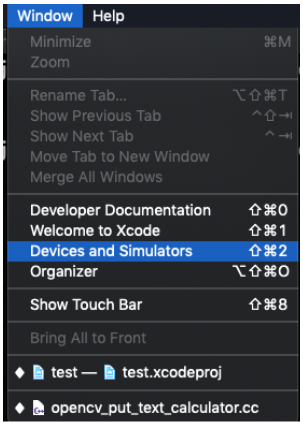 Window Help
Minimize ⌘M
Zoom
Rename Tab... ⌥⇧⌘T
Show Previous Tab ^⇧⇥
Show Next Tab ^⇥
Move Tab to New Window
Merge All Windows
Developer Documentation ⇧⌘0
Welcome to Xcode ⇧⌘1
Devices and Simulators ⇧⌘2
Organizer ⌥⇧⌘O
Show Touch Bar ⇧⌘8
Bring All to Front
♦ test — test.xcodeproj
♦ opencv_put_text_calculator.cc